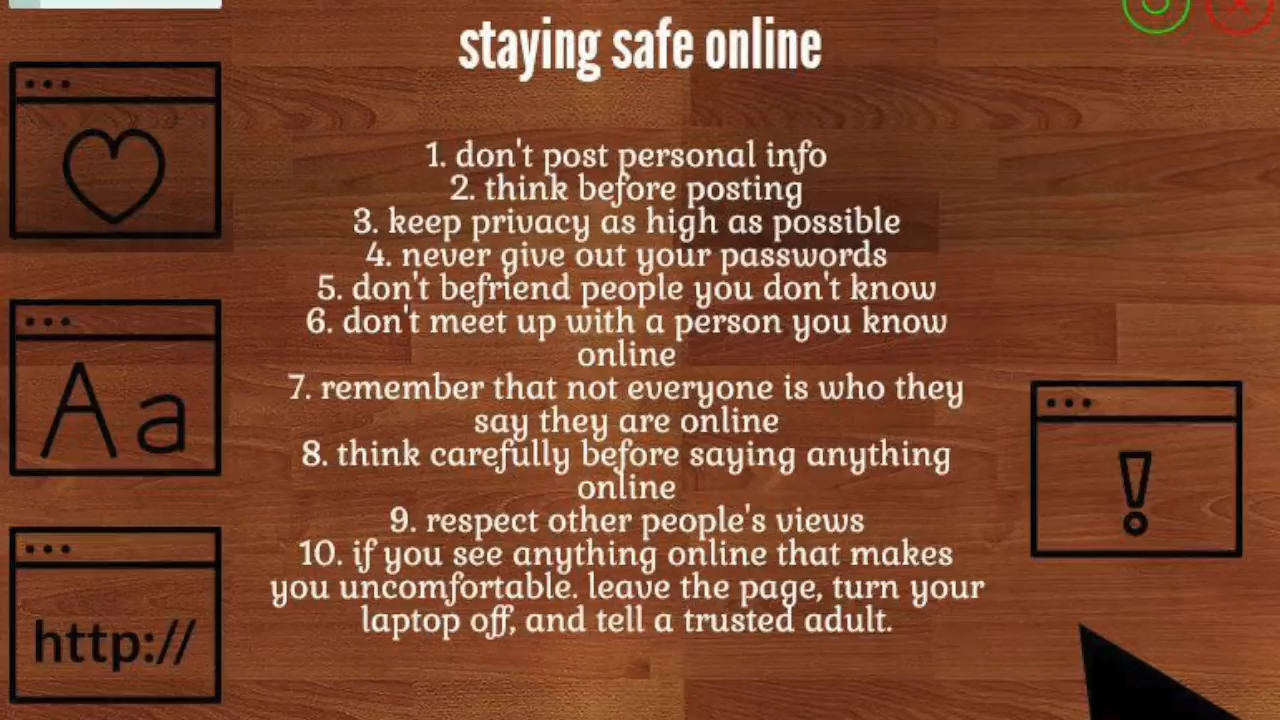 staying safe online
1. don't post personal info
2. think before posting
3. keep privacy as high as possible
4. never give out your passwords
5. don't befriend people you don't know
6. don't meet up with a person you know
online
7. remember that not everyone is who they
say they are online
8. think carefully before saying anything
online
9. respect other people's views
10. if you see anything online that makes
you uncomfortable. leave the page, turn your
laptop off, and tell a trusted adult.
Aa
http://
!